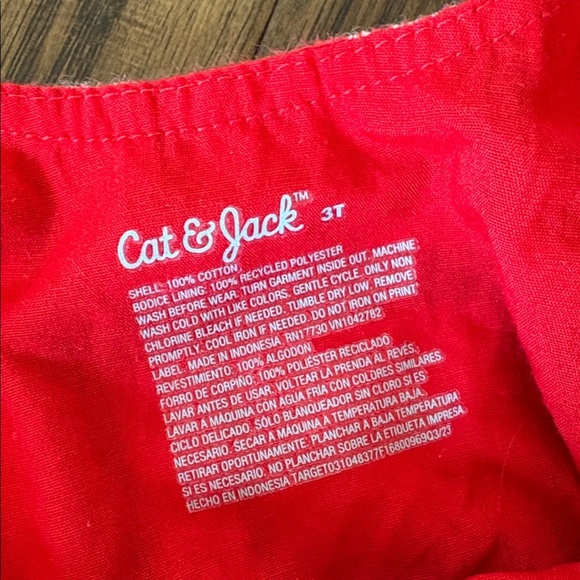 Cat & Jack™ 3T
SHELL: 100% COTTON
BODICE LINING: 100% RECYCLED POLYESTER
WASH BEFORE WEAR. TURN GARMENT INSIDE OUT. MACHINE
WASH COLD WITH LIKE COLORS. GENTLE CYCLE. ONLY NON
CHLORINE BLEACH IF NEEDED. TUMBLE DRY LOW. REMOVE
PROMPTLY. COOL IRON IF NEEDED. DO NOT IRON ON PRINT
LABEL. MADE IN INDONESIA. RN17730 VN1042782
REVESTIMIENTO: 100% ALGODON
FORRO DE CORPIÑO: 100% POLIÉSTER RECICLADO
LAVAR ANTES DE USAR. VOLTEAR LA PRENDA AL REVÉS.
LAVAR A MÁQUINA CON AGUA FRÍA CON COLORES SIMILARES.
CICLO DELICADO. SOLO BLANQUEADOR SIN CLORO SI ES
NECESARIO. SECAR A MÁQUINA A TEMPERATURA BAJA.
RETIRAR OPORTUNAMENTE. PLANCHAR A BAJA TEMPERATURA
SI ES NECESARIO. NO PLANCHAR SOBRE LA ETIQUETA IMPRESA.
HECHO EN INDONESIA TARGET031048377E1680096903/23